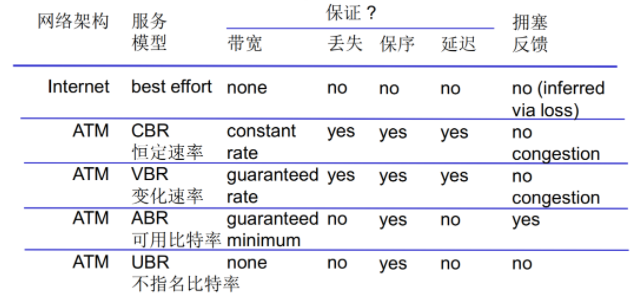 网络架构 服务模型 保证？ 拥塞反馈
带宽 丢失 保序 延迟
Internet best effort none no no no no (inferred via loss)
ATM CBR 恒定速率 constant rate yes yes yes no congestion
ATM VBR 变化速率 guaranteed rate yes yes yes no congestion
ATM ABR 可用比特率 guaranteed minimum no yes no yes
ATM UBR 不指名比特率 none no yes no no